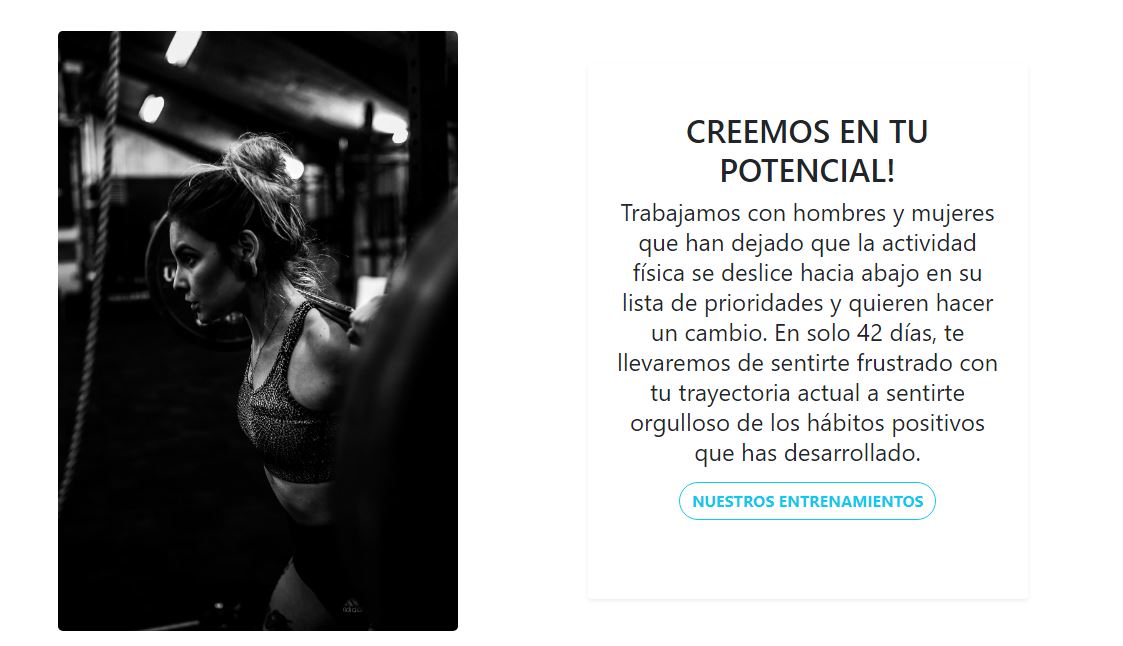 CREEMOS EN TU
POTENCIAL!
Trabajamos con hombres y mujeres
que han dejado que la actividad
física se deslice hacia abajo en su
lista de prioridades y quieren hacer
un cambio. En solo 42 días, te
llevaremos de sentirte frustrado con
tu trayectoria actual a sentirte
orgulloso de los hábitos positivos
que has desarrollado.
NUESTROS ENTRENAMIENTOS